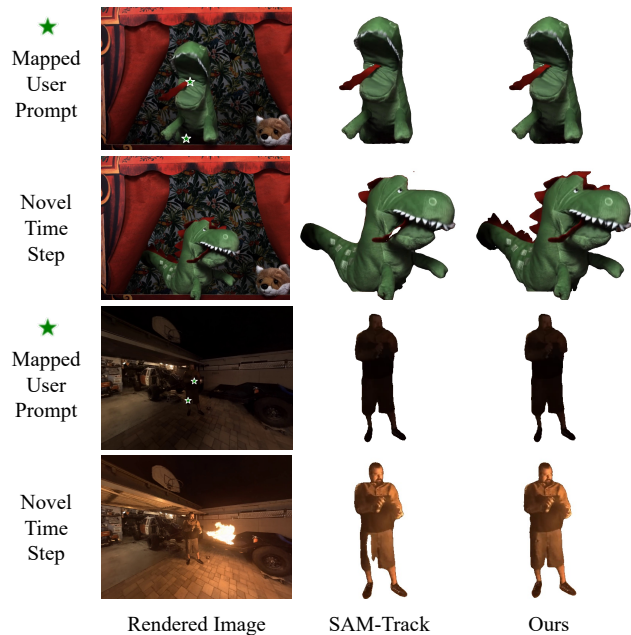 Mapped
User
Prompt
Novel
Time
Step
Mapped
User
Prompt
Novel
Time
Step
Rendered Image
SAM-Track
Ours